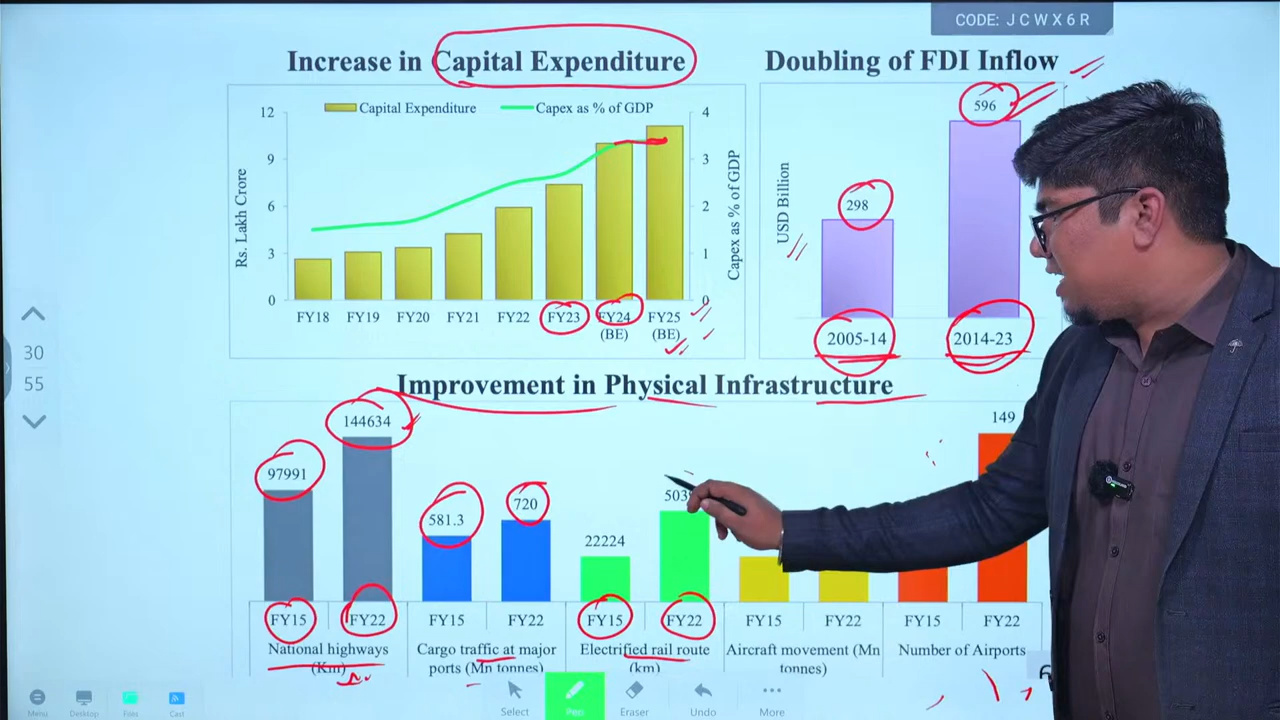 CODE: J C W X 6 R
Increase in Capital Expenditure
Capital Expenditure
Capex as % of GDP
12
9
6
3
0
Rs. Lakh Crore
4
3
2
1
0
Capex as % of GDP
FY18 FY19 FY20 FY21 FY22 FY23 FY24 FY25
(BE) (BE)
Doubling of FDI Inflow
596
298
USD Billion
2005-14 2014-23
30
55
Improvement in Physical Infrastructure
97991 144634 581.3 720 22224 149
FY15 FY22 FY15 FY22 FY15 FY22 FY15 FY22 FY15 FY22
National highways
(Km)
Cargo traffic at major
ports (Mn tonnes)
Electrified rail route
(km)
Aircraft movement (Mn
tonnes)
Number of Airports
Menu Desktop Files Cast Select Pen Eraser Undo More